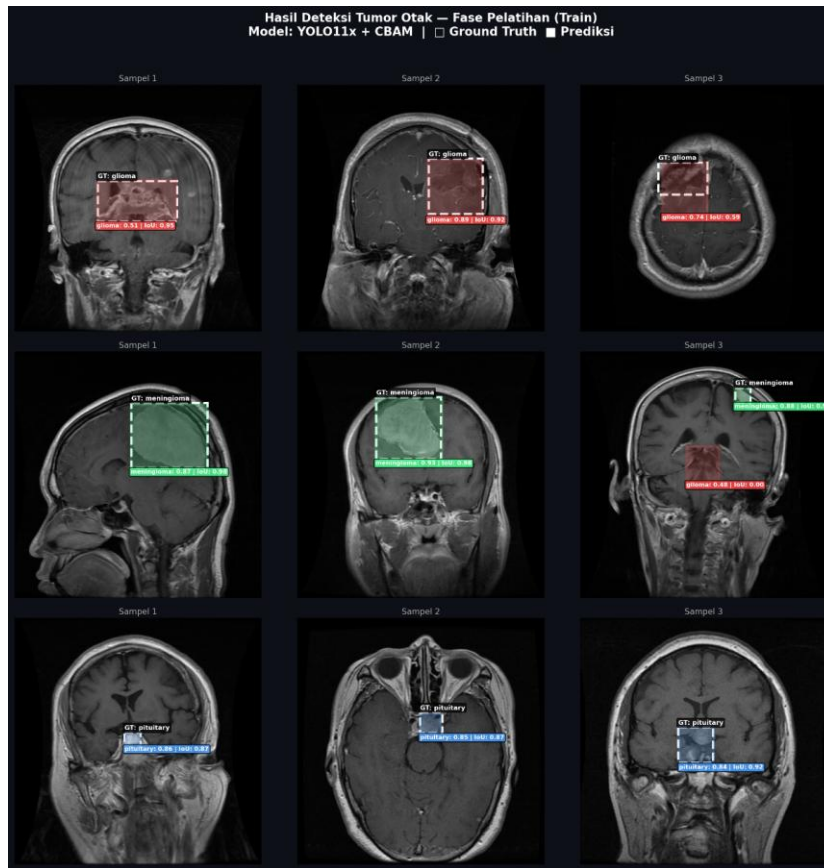 Hasil Deteksi Tumor Otak — Fase Pelatihan (Train)
Model: YOLO11x + CBAM | □ Ground Truth ■ Prediksi
Sampel 1
Sampel 2
Sampel 3
GT: glioma
glioma: 0.51 | IoU: 0.95
GT: glioma
glioma: 0.89 | IoU: 0.92
GT: glioma
glioma: 0.74 | IoU: 0.59
Sampel 1
Sampel 2
Sampel 3
GT: meningioma
meningioma: 0.87 | IoU:
GT: meningioma
meningioma: 0.93 | IoU:
GT: meningioma
meningioma: 0.88 | IoU:
glioma: 0.48 | IoU: 0.00
Sampel 1
Sampel 2
Sampel 3
GT: pituitary
pituitary: 0.86 | IoU: 0.87
GT: pituitary
pituitary: 0.85 | IoU: 0.87
GT: pituitary
pituitary: 0.84 | IoU: 0.92